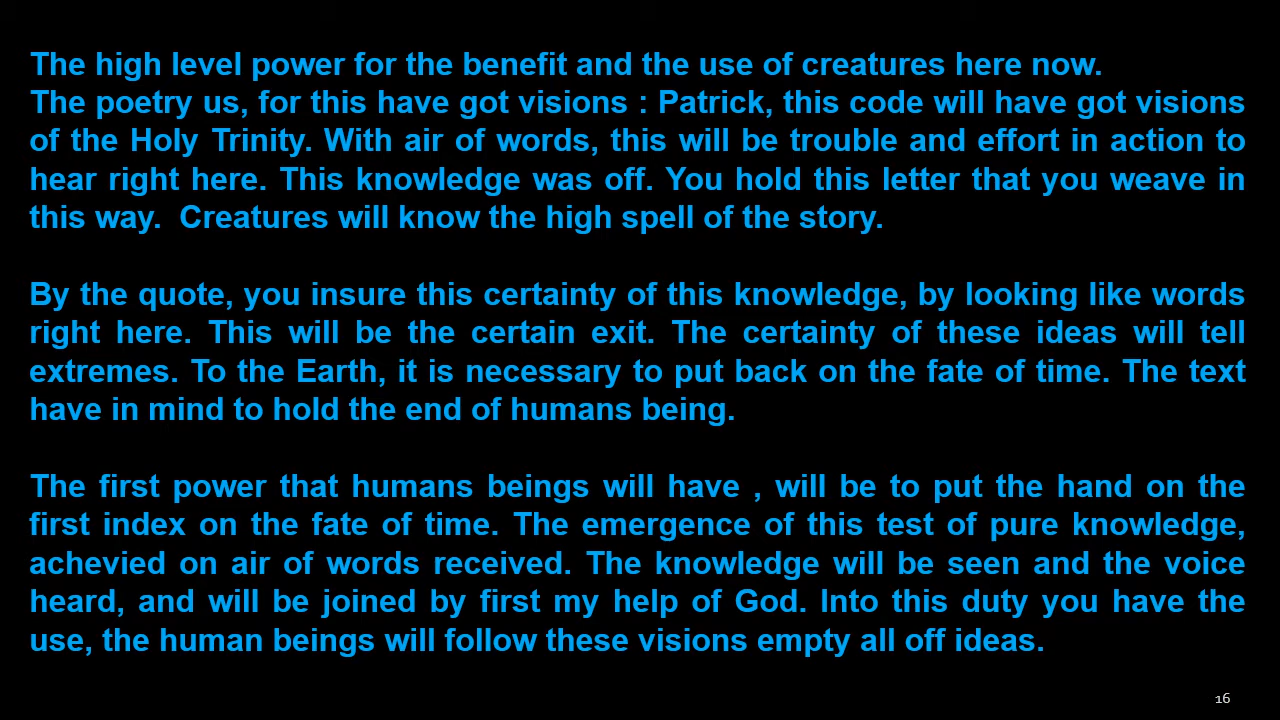 The high level power for the benefit and the use of creatures here now.
The poetry us, for this have got visions : Patrick, this code will have got visions
of the Holy Trinity. With air of words, this will be trouble and effort in action to
hear right here. This knowledge was off. You hold this letter that you weave in
this way.  Creatures will know the high spell of the story.
By the quote, you insure this certainty of this knowledge, by looking like words
right here. This will be the certain exit. The certainty of these ideas will tell
extremes. To the Earth, it is necessary to put back on the fate of time. The text
have in mind to hold the end of humans being.
The first power that humans beings will have , will be to put the hand on the
first index on the fate of time. The emergence of this test of pure knowledge,
achevied on air of words received. The knowledge will be seen and the voice
heard, and will be joined by first my help of God. Into this duty you have the
use, the human beings will follow these visions empty all off ideas.
16